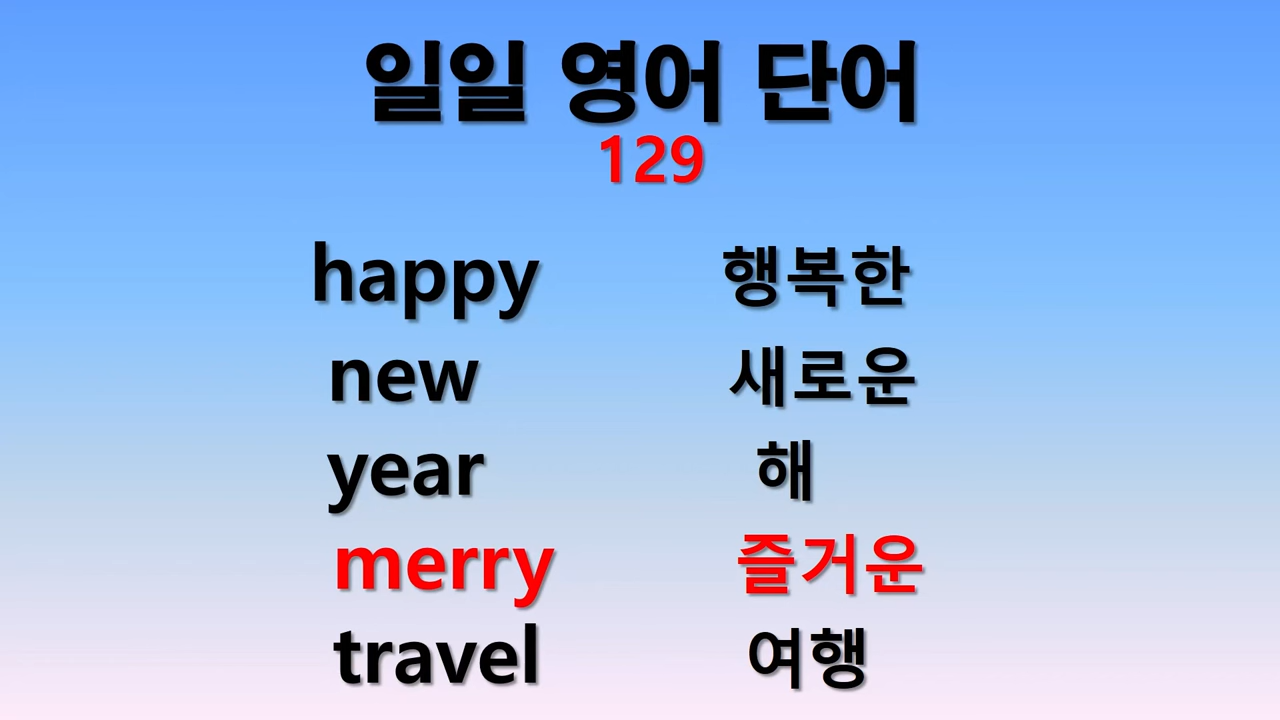 일일 영어 단어
129
happy 행복한
new 새로운
year 해
merry 즐거운
travel 여행